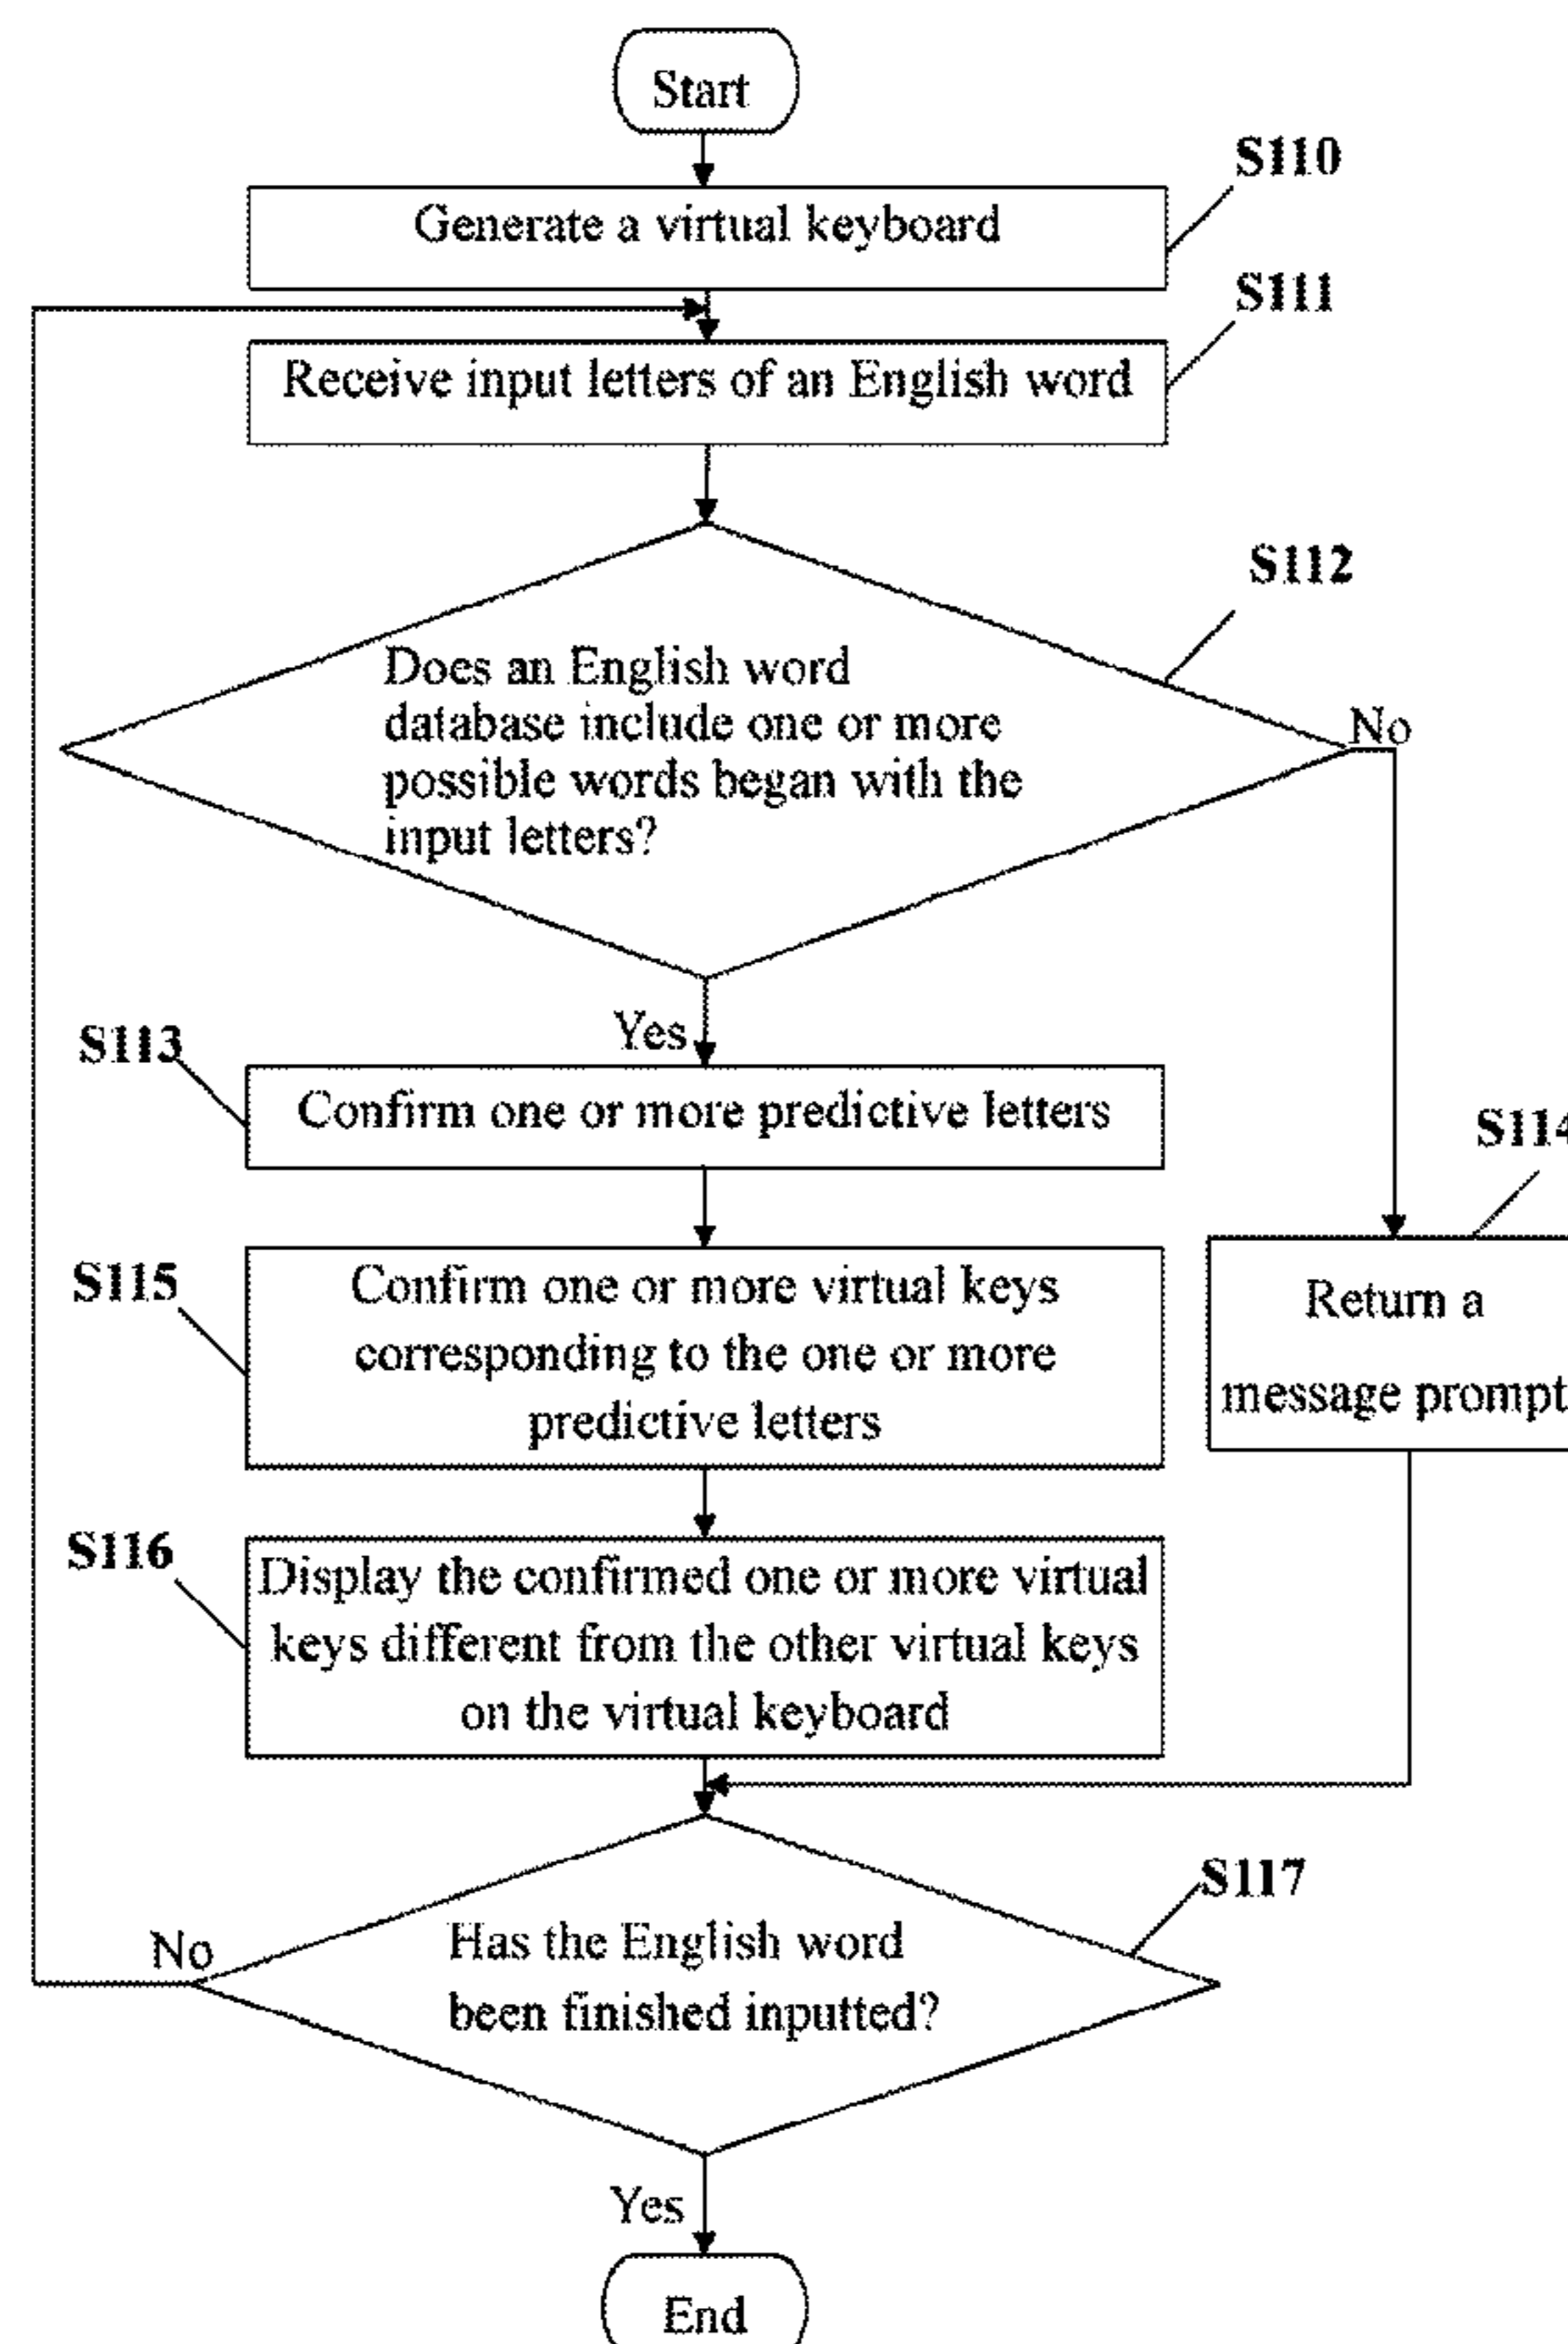 Start
S110
Generate a virtual keyboard
S111
Receive input letters of an English word
S112
Does an English word
database include one or more
possible words began with the
input letters?
No
Yes
S113
Confirm one or more predictive letters
S114
Return a
message prompt
S115
Confirm one or more virtual keys
corresponding to the one or more
predictive letters
S116
Display the confirmed one or more virtual
keys different from the other virtual keys
on the virtual keyboard
S117
Has the English word
been finished inputted?
No
Yes
End